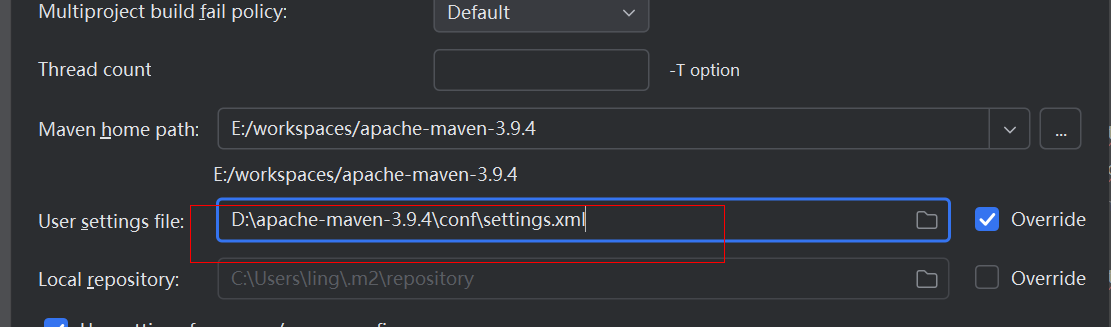 Multiproject build fail policy: Default
Thread count -T option
Maven home path: E:/workspaces/apache-maven-3.9.4 ...
E:/workspaces/apache-maven-3.9.4
User settings file: D:\apache-maven-3.9.4\conf\settings.xml Override
Local repository: C:\Users\ling\.m2\repository Override